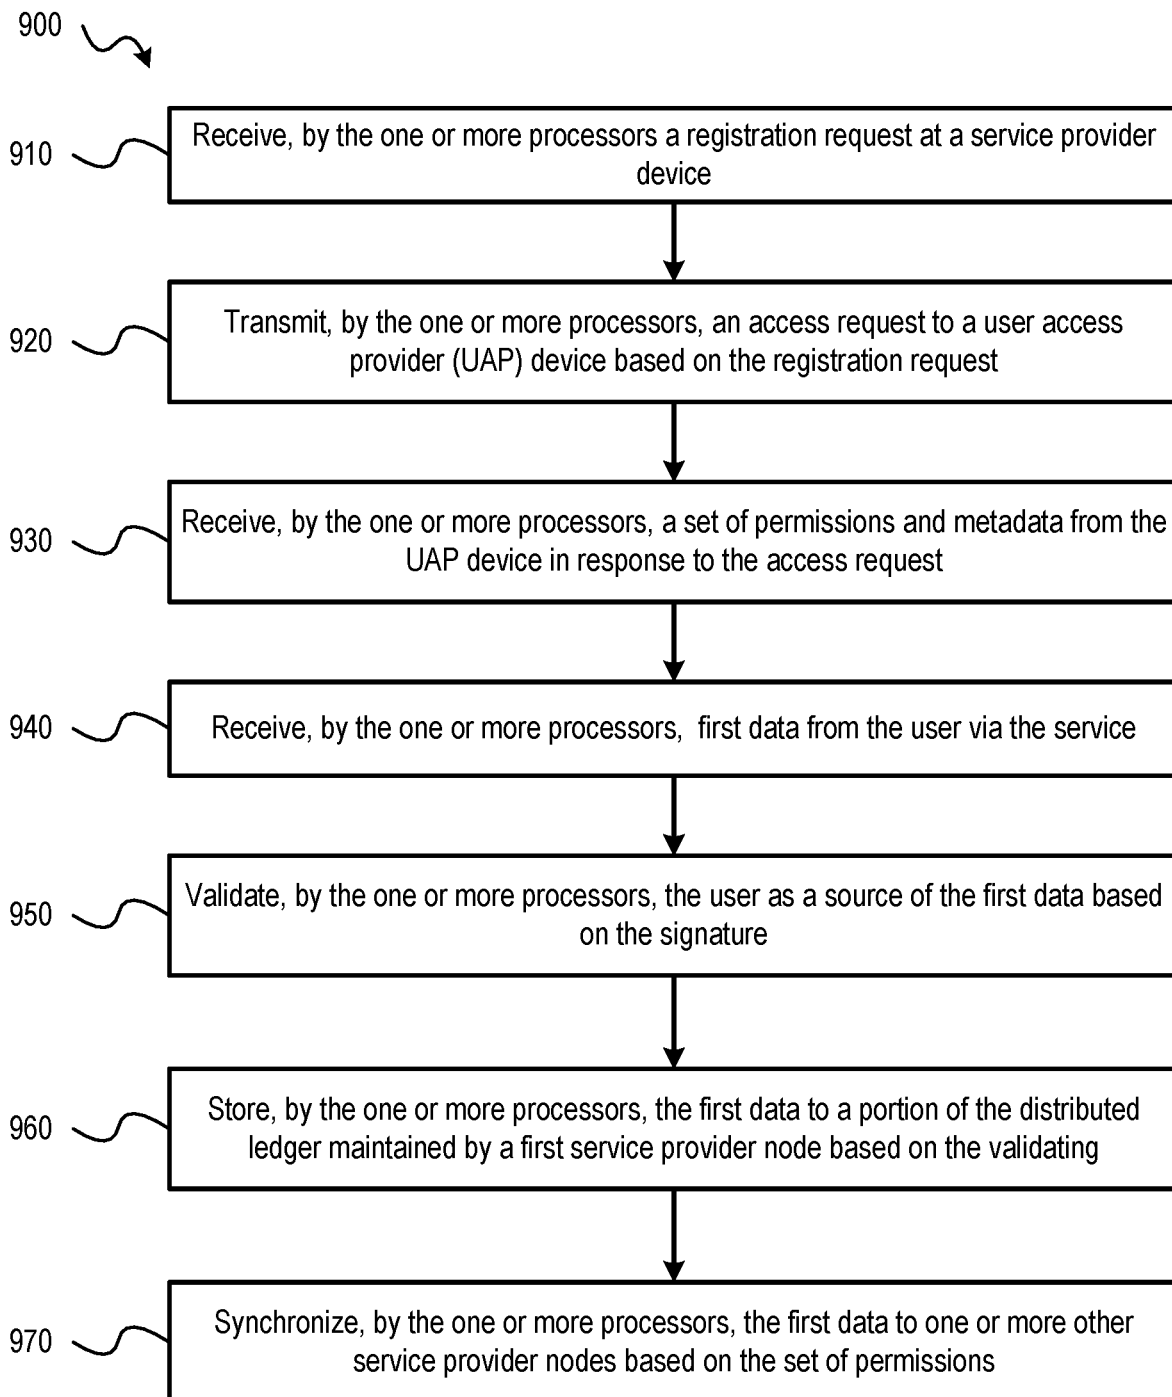 900
910
Receive, by the one or more processors a registration request at a service provider
device
920
Transmit, by the one or more processors, an access request to a user access
provider (UAP) device based on the registration request
930
Receive, by the one or more processors, a set of permissions and metadata from the
UAP device in response to the access request
940
Receive, by the one or more processors, first data from the user via the service
950
Validate, by the one or more processors, the user as a source of the first data based
on the signature
960
Store, by the one or more processors, the first data to a portion of the distributed
ledger maintained by a first service provider node based on the validating
970
Synchronize, by the one or more processors, the first data to one or more other
service provider nodes based on the set of permissions